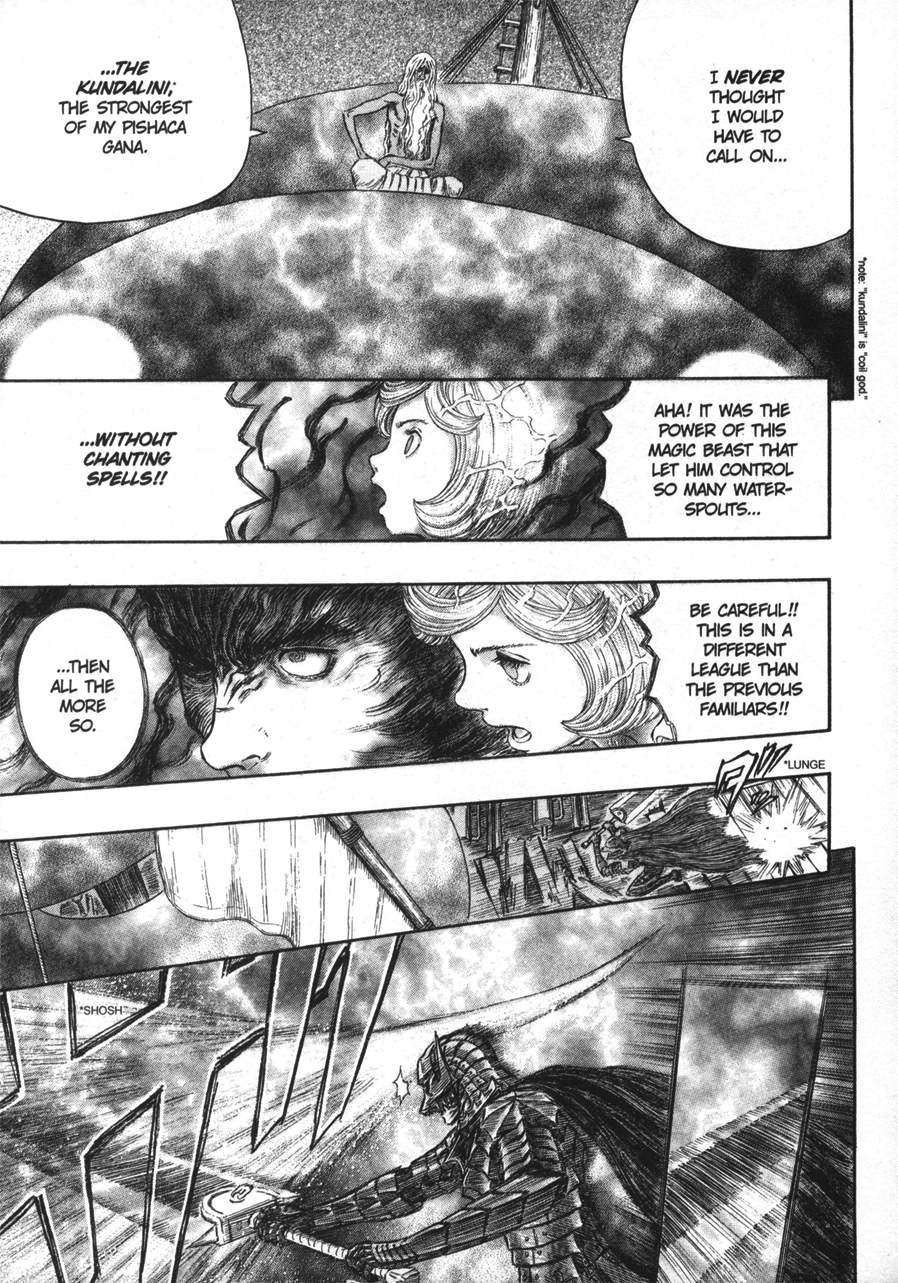 I NEVER
THOUGHT
I WOULD
HAVE TO
CALL ON...
...THE
KUNDALINI,*
THE STRONGEST
OF MY PISHACA
GANA.
*note: "kundalini" is "coil god."
AHA! IT WAS THE
POWER OF THIS
MAGIC BEAST THAT
LET HIM CONTROL
SO MANY WATER-
SPOUTS...
...WITHOUT
CHANTING
SPELLS!!
BE CAREFUL!!
THIS IS IN A
DIFFERENT
LEAGUE THAN
THE PREVIOUS
FAMILIARS!!
...THEN
ALL THE
MORE
SO.
*LUNGE
*SHOSH